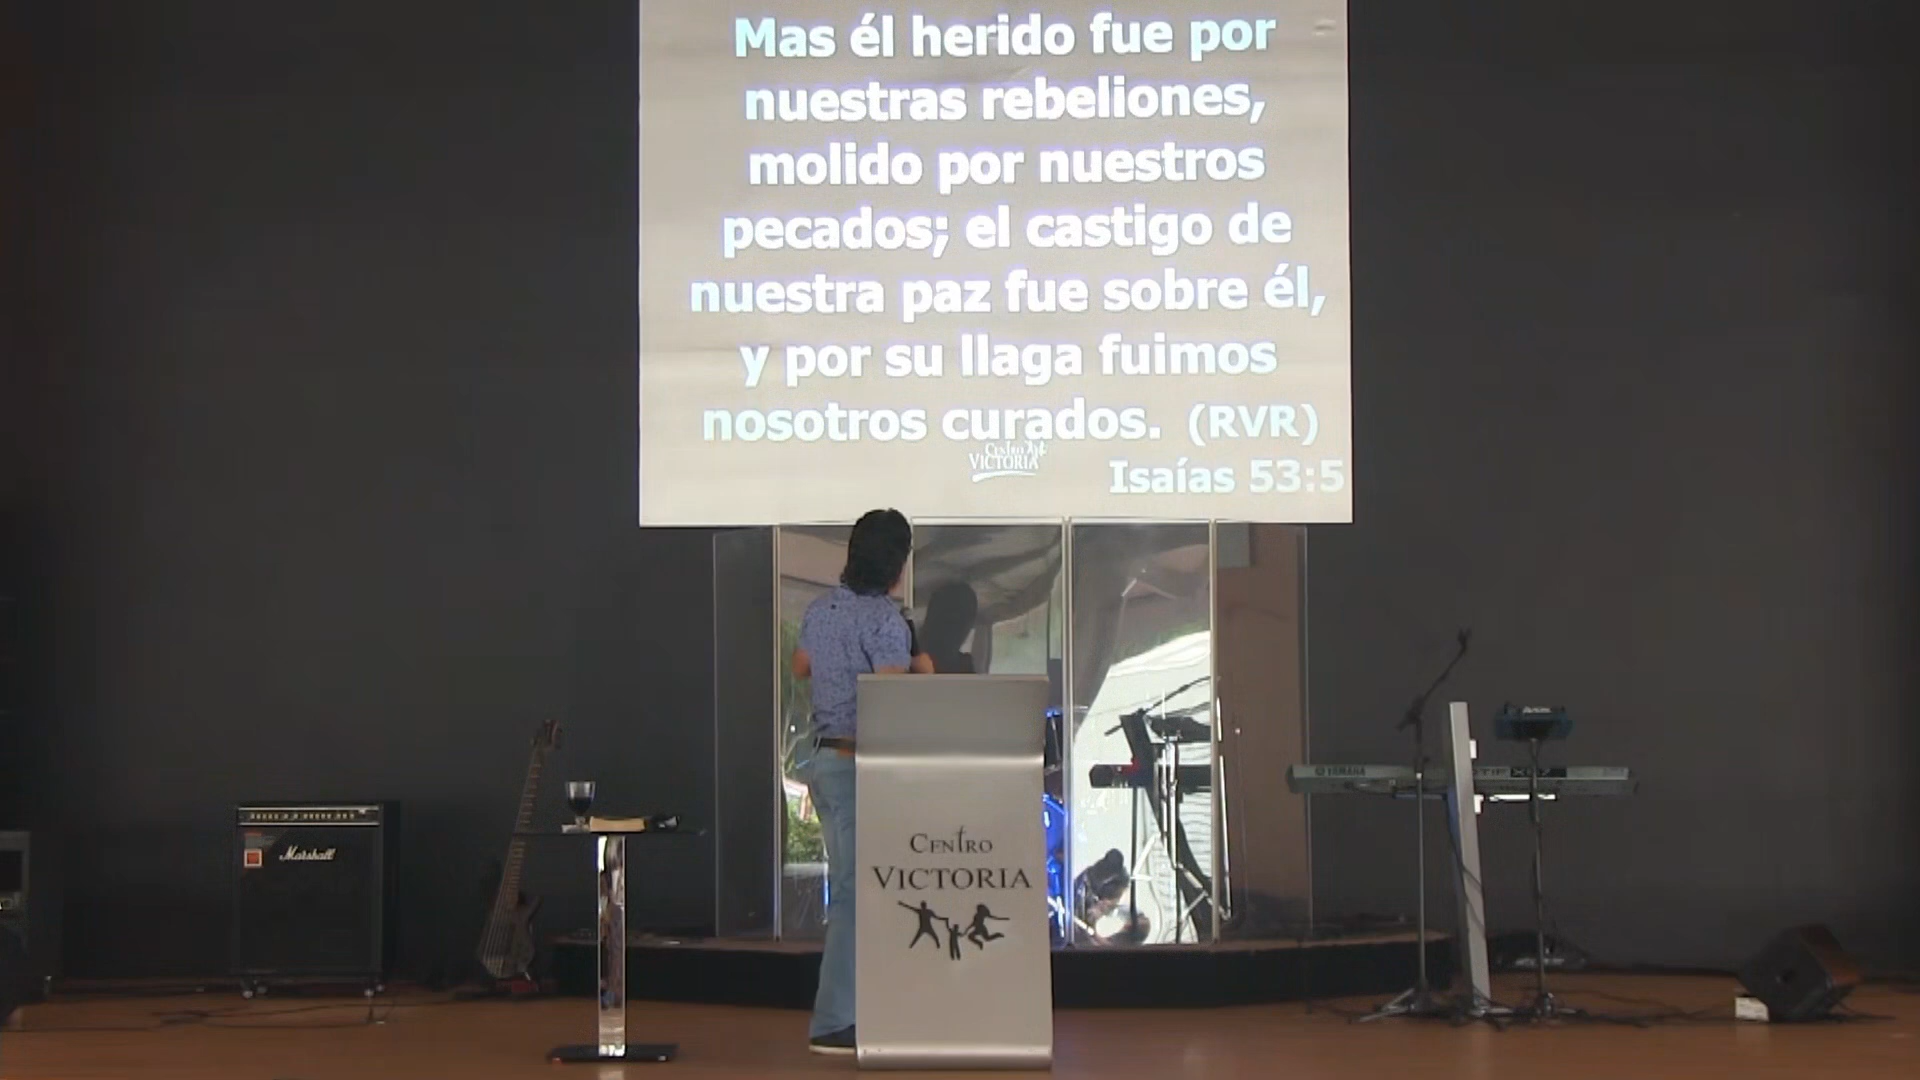 Mas él herido fue por
nuestras rebeliones,
molido por nuestros
pecados; el castigo de
nuestra paz fue sobre él,
y por su llaga fuimos
nosotros curados. (RVR)
Centro
VICTORIA
Isaías 53:5
Marshall
CENTRO
VICTORIA
YAMAHA